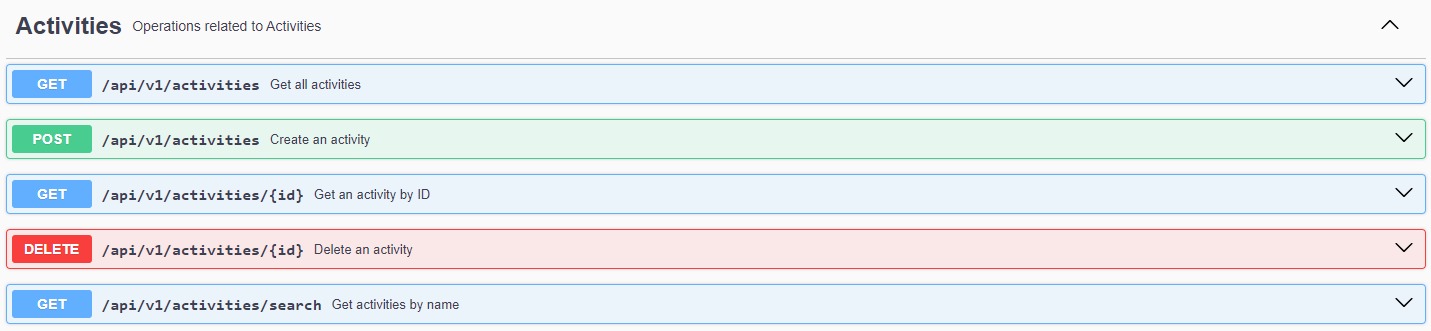 Activities Operations related to Activities
GET /api/v1/activities Get all activities
POST /api/v1/activities Create an activity
GET /api/v1/activities/{id} Get an activity by ID
DELETE /api/v1/activities/{id} Delete an activity
GET /api/v1/activities/search Get activities by name